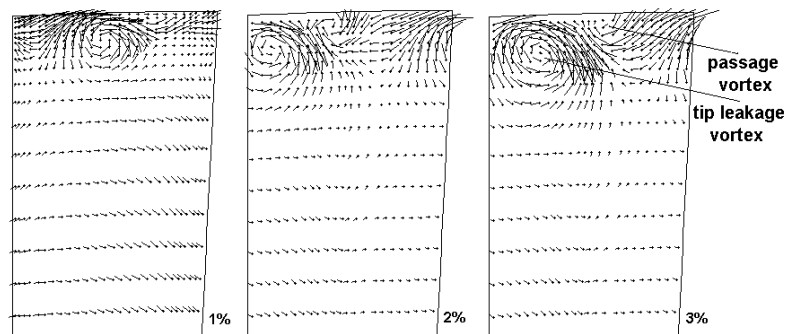 passage
vortex
tip leakage
vortex
1%
2%
3%